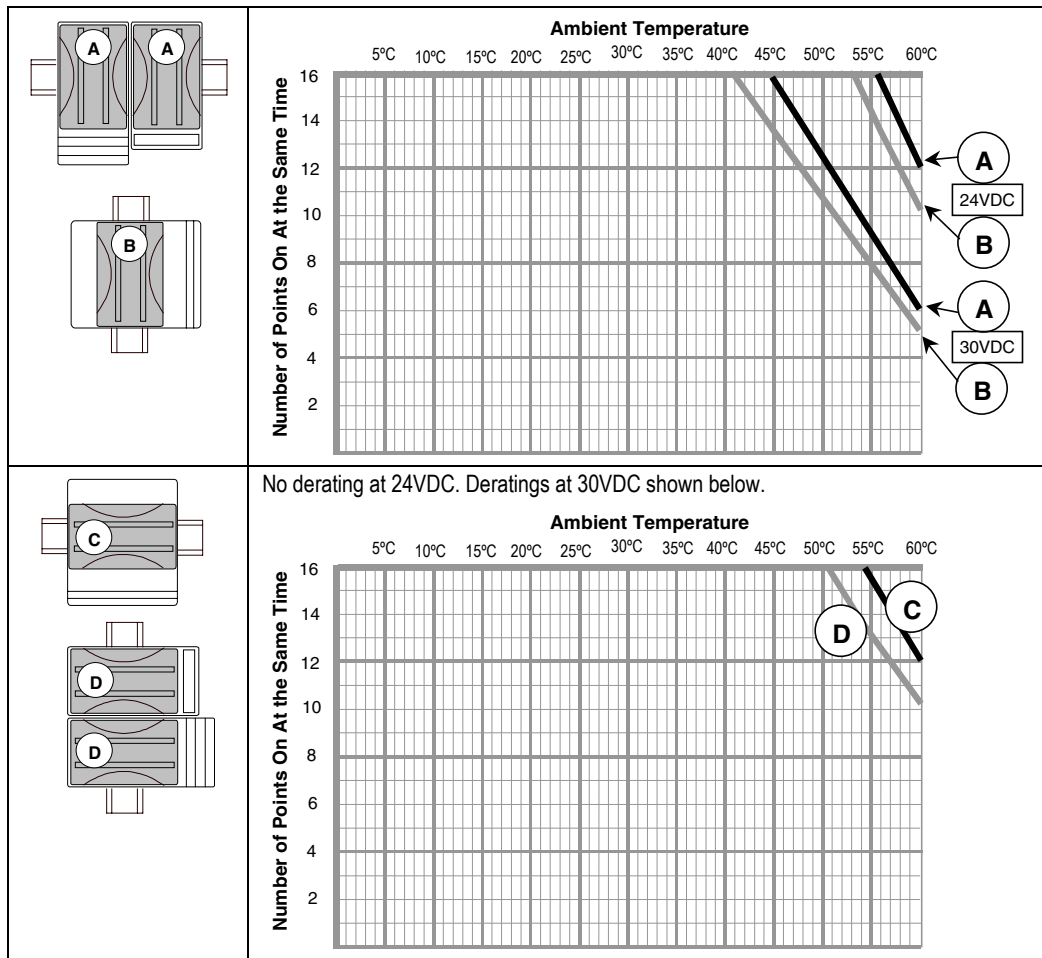 A A
B
Ambient Temperature
5ºC 10ºC 15ºC 20ºC 25ºC 30ºC 35ºC 40ºC 45ºC 50ºC 55ºC 60ºC
Number of Points On At the Same Time
16
14
12
10
8
6
4
2
A
24VDC
B
A
30VDC
B
C
D
D
No derating at 24VDC. Deratings at 30VDC shown below.
Ambient Temperature
5ºC 10ºC 15ºC 20ºC 25ºC 30ºC 35ºC 40ºC 45ºC 50ºC 55ºC 60ºC
Number of Points On At the Same Time
16
14
12
10
8
6
4
2
C
D